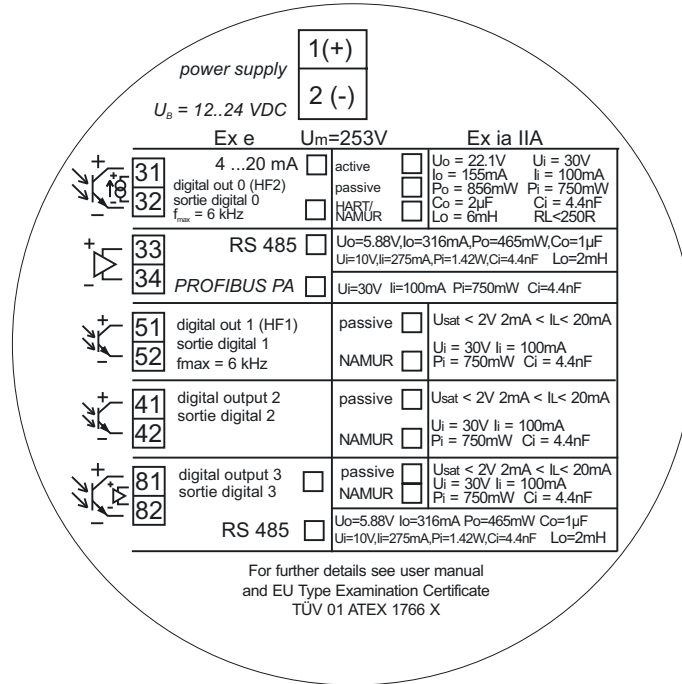 1(+)
power supply
2 (-)
UB = 12..24 VDC
Ex e Um=253V Ex ia IIA
+ 31 4 ...20 mA active Uo = 22.1V Ui = 30V
digital out 0 (HF2) Io = 155mA Ii = 100mA
+ - 32 sortie digital 0 passive Po = 856mW Pi = 750mW
fmax = 6 kHz HART/ Co = 2µF Ci = 4.4nF
- NAMUR Lo = 6mH RL<250R
+ 33 RS 485 Uo=5.88V,Io=316mA,Po=465mW,Co=1µF
Ui=10V,Ii=275mA,Pi=1.42W,Ci=4.4nF Lo=2mH
- 34 PROFIBUS PA Ui=30V Ii=100mA Pi=750mW Ci=4.4nF
+ 51 digital out 1 (HF1) passive Usat < 2V 2mA < IL< 20mA
sortie digital 1 Ui = 30V Ii = 100mA
- 52 fmax = 6 kHz NAMUR Pi = 750mW Ci = 4.4nF
+ 41 digital output 2 passive Usat < 2V 2mA < IL< 20mA
sortie digital 2 Ui = 30V Ii = 100mA
- 42 NAMUR Pi = 750mW Ci = 4.4nF
+ 81 digital output 3 passive Usat < 2V 2mA < IL< 20mA
+ - sortie digital 3 NAMUR Ui = 30V Ii = 100mA
Pi = 750mW Ci = 4.4nF
- 82 RS 485 Uo=5.88V Io=316mA Po=465mW Co=1µF
Ui=10V,Ii=275mA,Pi=1.42W,Ci=4.4nF Lo=2mH
For further details see user manual
and EU Type Examination Certificate
TÜV 01 ATEX 1766 X